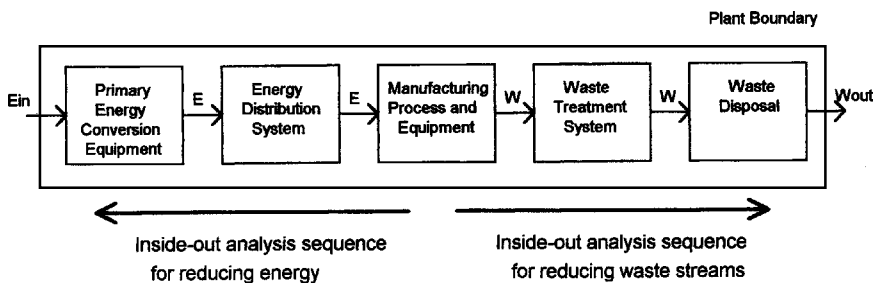 Plant Boundary
Ein
Primary
Energy
Conversion
Equipment
E
Energy
Distribution
System
E
Manufacturing
Process and
Equipment
W
Waste
Treatment
System
W
Waste
Disposal
Wout
Inside-out analysis sequence
for reducing energy
Inside-out analysis sequence
for reducing waste streams